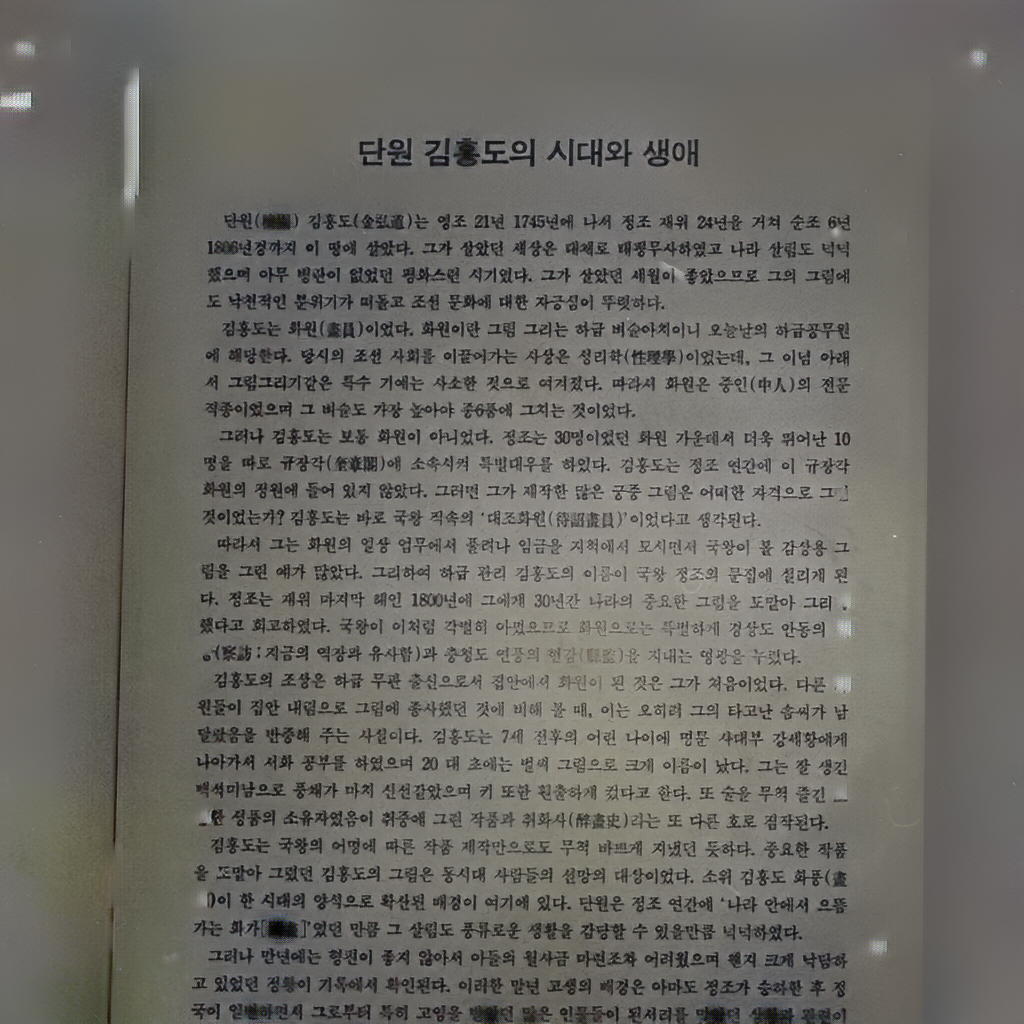 단원 김홍도의 시대와 생애
단원( ) 김홍도(金弘道)는 영조 21년 1745년에 나서 정조 재위 24년을 거쳐 순조 6년
1806년경까지 이 땅에 살았다. 그가 살았던 세상은 대체로 태평무사하였고 나라 살림도 넉넉
했으며 아무 병란이 없었던 평화스런 시기였다. 그가 살았던 세월이 좋았으므로 그의 그림에
도 낙천적인 분위기가 떠돌고 조선 문화에 대한 자긍심이 뚜렷하다.
김홍도는 화원(畵員)이었다. 화원이란 그림 그리는 하급 벼슬아치이니 오늘날의 하급공무원
에 해당한다. 당시의 조선 사회를 이끌어가는 사상은 성리학(性理學)이었는데, 그 이념 아래
서 그림그리기같은 특수 기예는 사소한 것으로 여겨졌다. 따라서 화원은 중인(中人)의 전문
직종이었으며 그 벼슬도 가장 높아야 종6품에 그치는 것이었다.
그러나 김홍도는 보통 화원이 아니었다. 정조는 30명이었던 화원 가운데서 더욱 뛰어난 10
명을 따로 규장각(奎章閣)에 소속시켜 특별대우를 하였다. 김홍도는 정조 연간에 이 규장각
화원의 정원에 들어 있지 않았다. 그러면 그가 제작한 많은 궁중 그림은 어떠한 자격으로 그
것이었는가? 김홍도는 바로 국왕 직속의 '대조화원(待詔畵員)'이었다고 생각된다.
따라서 그는 화원의 일상 업무에서 풀려나 임금을 지척에서 모시면서 국왕이 볼 감상용 그
림을 그린 예가 많았다. 그리하여 하급 관리 김홍도의 이름이 국왕 정조의 문집에 실리게 된
다. 정조는 재위 마지막 해인 1800년에 그에게 30년간 나라의 중요한 그림을 도맡아 그리
했다고 회고하였다. 국왕이 이처럼 각별히 아꼈으므로 화원으로는 특별하게 경상도 안동의
(察訪:지금의 역장과 유사함)과 충청도 연풍의 현감(縣監)을 지내는 영광을 누렸다.
김홍도의 조상은 하급 무관 출신으로서 집안에서 화원이 된 것은 그가 처음이었다. 다른
원들이 집안 내림으로 그림에 종사했던 것에 비해 볼 때, 이는 오히려 그의 타고난 솜씨가 남
달랐음을 반증해 주는 사실이다. 김홍도는 7세 전후의 어린 나이에 명문 사대부 강세황에게
나아가서 서화 공부를 하였으며 20 대 초에는 벌써 그림으로 크게 이름이 났다. 그는 잘 생긴
백석미남으로 풍채가 마치 신선같았으며 키 또한 훤출하게 컸다고 한다. 또 술을 무척 즐긴
한 성품의 소유자였음이 취중에 그린 작품과 취화사(醉畵史)라는 또 다른 호로 짐작된다.
김홍도는 국왕의 어명에 따른 작품 제작만으로도 무척 바쁘게 지냈던 듯하다. 중요한 작품
을 도맡아 그렸던 김홍도의 그림은 동시대 사람들의 선망의 대상이었다. 소위 김홍도 화풍(畵
)이 한 시대의 양식으로 확산된 배경이 여기에 있다. 단원은 정조 연간에 '나라 안에서 으뜸
가는 화가[ ]'였던 만큼 그 살림도 풍류로운 생활을 감당할 수 있을만큼 넉넉하였다.
그러나 만년에는 형편이 좋지 않아서 아들의 월사금 마련조차 어려웠으며 왠지 크게 낙담하
고 있었던 정황이 기록에서 확인된다. 이러한 말년 고생의 배경은 아마도 정조가 승하한 후 정
국이 일변하면서 그로부터 특히 고임을 던 많은 인물들이 된서리를 던